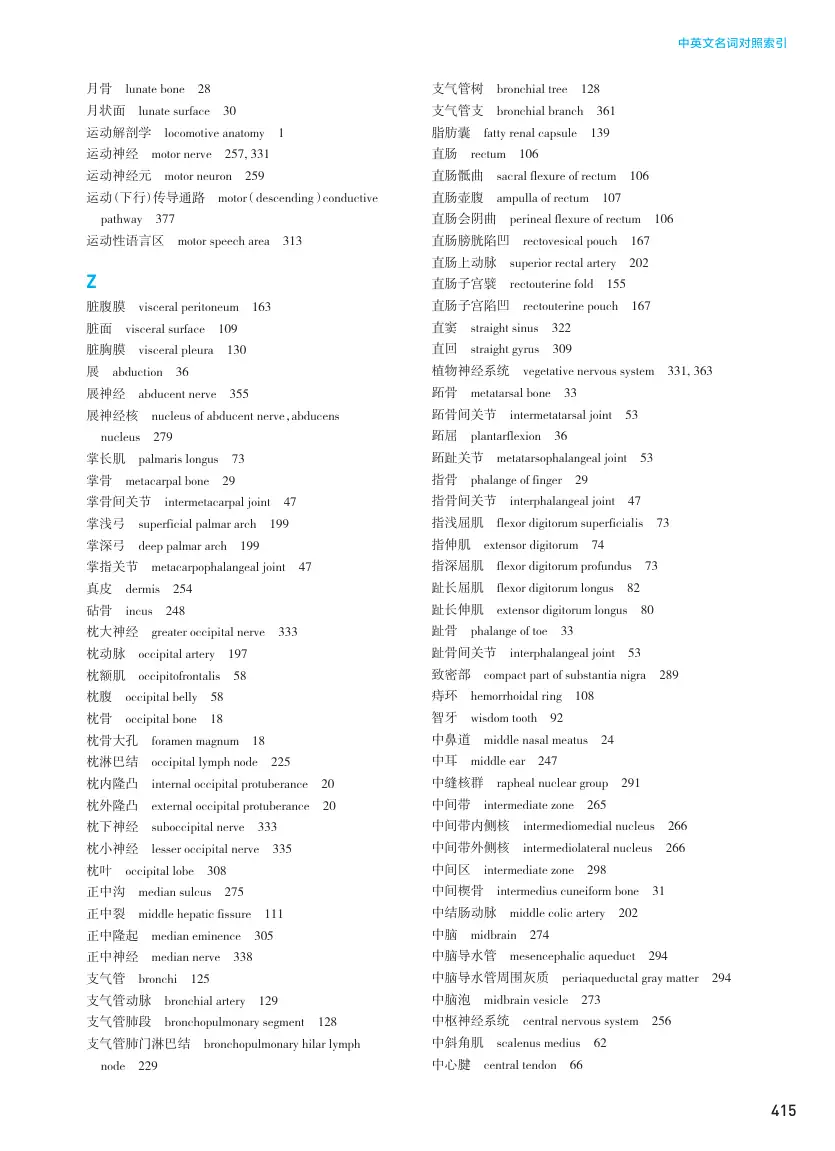 中英文名词对照索引
月骨 lunate bone 28
月状面 lunate surface 30
运动解剖学 locomotive anatomy 1
运动神经 motor nerve 257, 331
运动神经元 motor neuron 259
运动(下行)传导通路 motor ( descending ) conductive
pathway 377
运动性语言区 motor speech area 313
Z
脏腹膜 visceral peritoneum 163
脏面 visceral surface 109
脏胸膜 visceral pleura 130
展 abduction 36
展神经 abducent nerve 355
展神经核 nucleus of abducent nerve, abducens
nucleus 279
掌长肌 palmaris longus 73
掌骨 metacarpal bone 29
掌骨间关节 intermetacarpal joint 47
掌浅弓 superficial palmar arch 199
掌深弓 deep palmar arch 199
掌指关节 metacarpophalangeal joint 47
真皮 dermis 254
砧骨 incus 248
枕大神经 greater occipital nerve 333
枕动脉 occipital artery 197
枕额肌 occipitofrontalis 58
枕腹 occipital belly 58
枕骨 occipital bone 18
枕骨大孔 foramen magnum 18
枕淋巴结 occipital lymph node 225
枕内隆凸 internal occipital protuberance 20
枕外隆凸 external occipital protuberance 20
枕下神经 suboccipital nerve 333
枕小神经 lesser occipital nerve 335
枕叶 occipital lobe 308
正中沟 median sulcus 275
正中裂 middle hepatic fissure 111
正中隆起 median eminence 305
正中神经 median nerve 338
支气管 bronchi 125
支气管动脉 bronchial artery 129
支气管肺段 bronchopulmonary segment 128
支气管肺门淋巴结 bronchopulmonary hilar lymph
node 229
支气管树 bronchial tree 128
支气管支 bronchial branch 361
脂肪囊 fatty renal capsule 139
直肠 rectum 106
直肠骶曲 sacral flexure of rectum 106
直肠壶腹 ampulla of rectum 107
直肠会阴曲 perineal flexure of rectum 106
直肠膀胱陷凹 rectovesical pouch 167
直肠上动脉 superior rectal artery 202
直肠子宫襞 rectouterine fold 155
直肠子宫陷凹 rectouterine pouch 167
直窦 straight sinus 322
直回 straight gyrus 309
植物神经系统 vegetative nervous system 331, 363
跖骨 metatarsal bone 33
跖骨间关节 intermetatarsal joint 53
跖屈 plantarflexion 36
跖趾关节 metatarsophalangeal joint 53
指骨 phalange of finger 29
指骨间关节 interphalangeal joint 47
指浅屈肌 flexor digitorum superficialis 73
指伸肌 extensor digitorum 74
指深屈肌 flexor digitorum profundus 73
趾长屈肌 flexor digitorum longus 82
趾长伸肌 extensor digitorum longus 80
趾骨 phalange of toe 33
趾骨间关节 interphalangeal joint 53
致密部 compact part of substantia nigra 289
痔环 hemorrhoidal ring 108
智牙 wisdom tooth 92
中鼻道 middle nasal meatus 24
中耳 middle ear 247
中缝核群 rapheal nuclear group 291
中间带 intermediate zone 265
中间带内侧核 intermediomedial nucleus 266
中间带外侧核 intermediolateral nucleus 266
中间区 intermediate zone 298
中间楔骨 intermedius cuneiform bone 31
中结肠动脉 middle colic artery 202
中脑 midbrain 274
中脑导水管 mesencephalic aqueduct 294
中脑导水管周围灰质 periaqueductal gray matter 294
中脑泡 midbrain vesicle 273
中枢神经系统 central nervous system 256
中斜角肌 scalenus medius 62
中心腱 central tendon 66
415